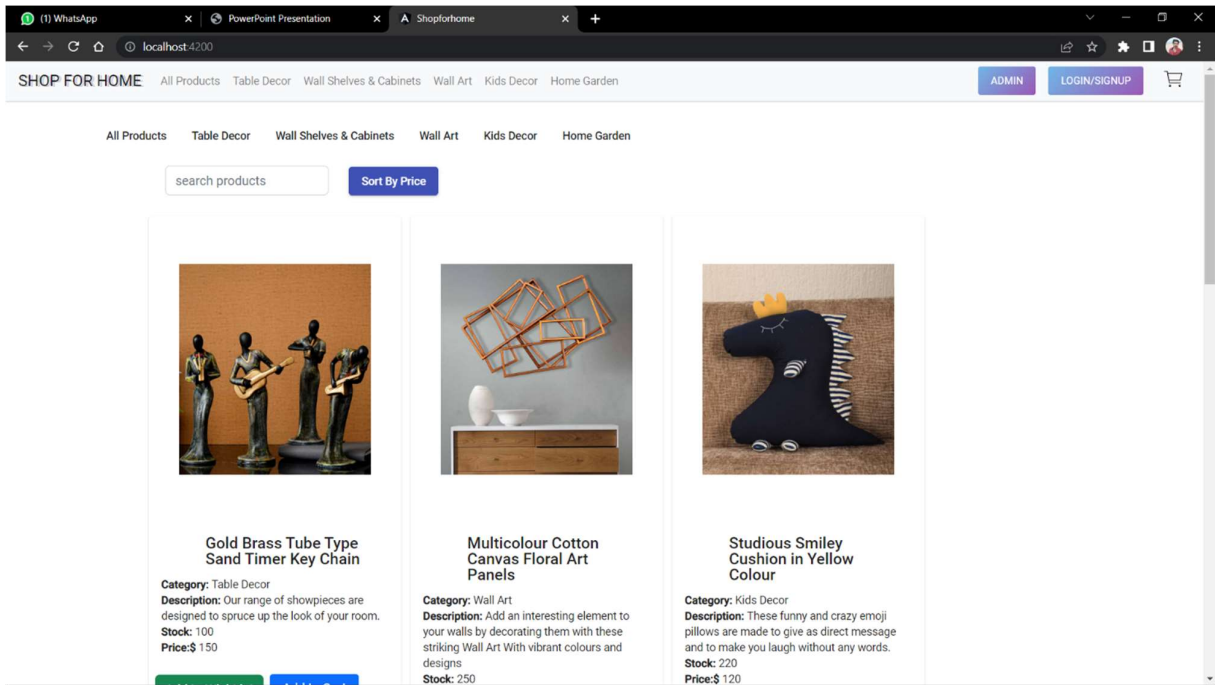 (1) WhatsApp
PowerPoint Presentation
Shopforhome
localhost:4200
SHOP FOR HOME All Products Table Decor Wall Shelves & Cabinets Wall Art Kids Decor Home Garden ADMIN LOGIN/SIGNUP
All Products Table Decor Wall Shelves & Cabinets Wall Art Kids Decor Home Garden
search products Sort By Price
Gold Brass Tube Type
Sand Timer Key Chain
Category: Table Decor
Description: Our range of showpieces are
designed to spruce up the look of your room.
Stock: 100
Price:$ 150
Multicolour Cotton
Canvas Floral Art
Panels
Category: Wall Art
Description: Add an interesting element to
your walls by decorating them with these
striking Wall Art With vibrant colours and
designs
Stock: 250
Studious Smiley
Cushion in Yellow
Colour
Category: Kids Decor
Description: These funny and crazy emoji
pillows are made to give as direct message
and to make you laugh without any words.
Stock: 220
Price:$ 120